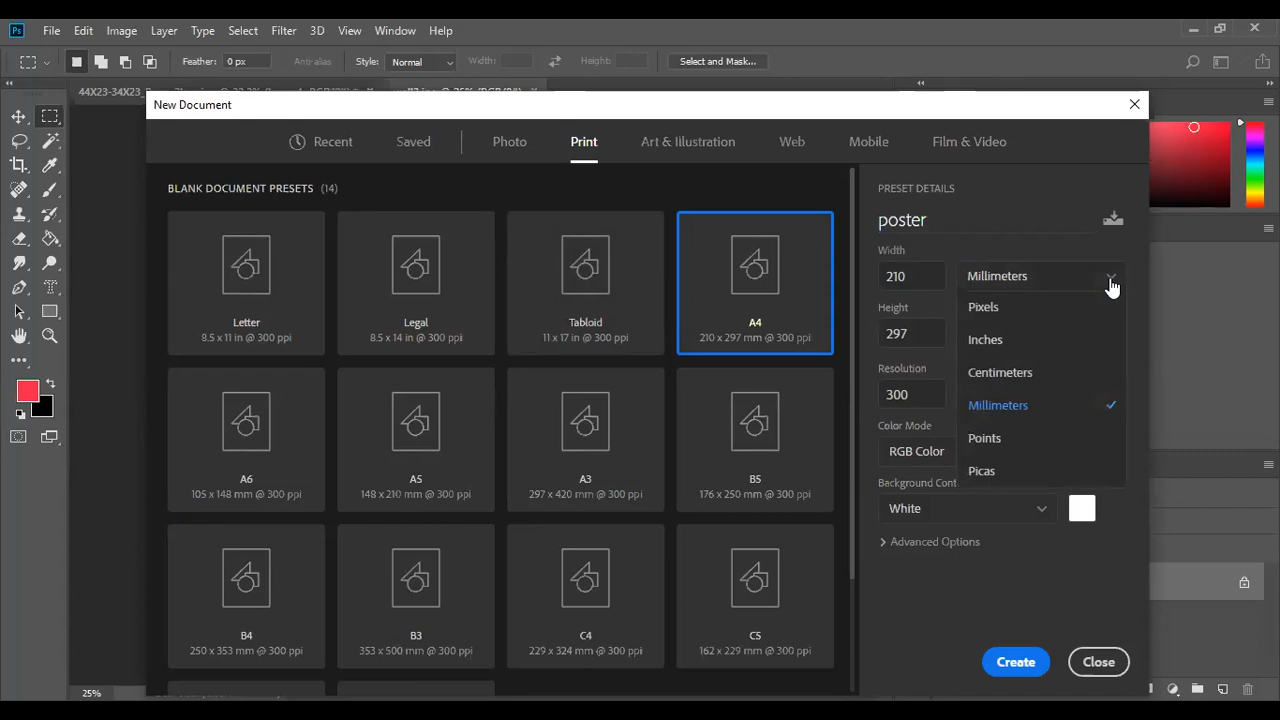 Ps File Edit Image Layer Type Select Filter 3D View Window Help
Feather: 0 px Anti-alias Style: Normal Width: Height: Select and Mask...
New Document
Recent Saved Photo Print Art & Illustration Web Mobile Film & Video
BLANK DOCUMENT PRESETS (14)
Letter
8.5 x 11 in @ 300 ppi
Legal
8.5 x 14 in @ 300 ppi
Tabloid
11 x 17 in @ 300 ppi
A4
210 x 297 mm @ 300 ppi
A6
105 x 148 mm @ 300 ppi
A5
148 x 210 mm @ 300 ppi
A3
297 x 420 mm @ 300 ppi
B5
176 x 250 mm @ 300 ppi
B4
250 x 353 mm @ 300 ppi
B3
353 x 500 mm @ 300 ppi
C4
229 x 324 mm @ 300 ppi
C5
162 x 229 mm @ 300 ppi
PRESET DETAILS
poster
Width
210 Millimeters
Pixels
Inches
Centimeters
Millimeters
Points
Picas
Height
297
Resolution
300
Color Mode
RGB Color
Background Cont
White
Advanced Options
Create Close
25%